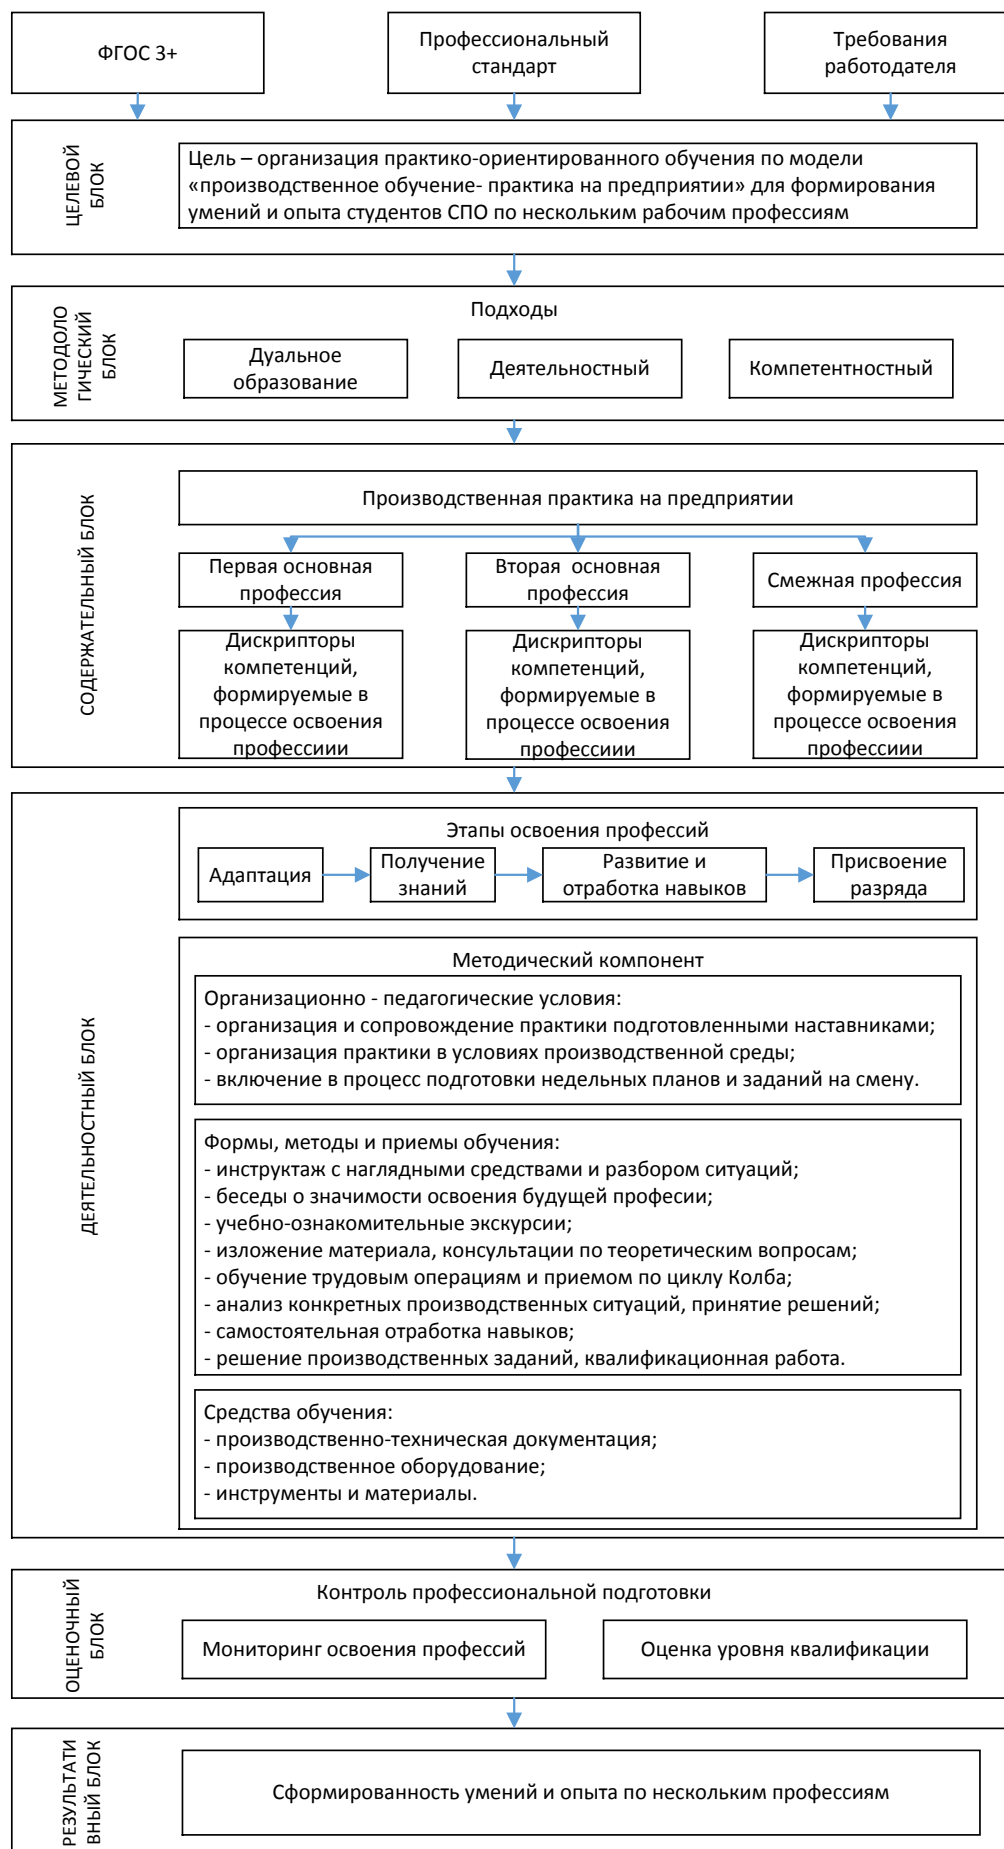 ФГОС 3+
Профессиональный
стандарт
Требования
работодателя
ЦЕЛЕВОЙ
БЛОК
Цель – организация практико-ориентированного обучения по модели
«производственное обучение- практика на предприятии» для формирования
умений и опыта студентов СПО по нескольким рабочим профессиям
МЕТОДОЛО
ГИЧЕСКИЙ
БЛОК
Подходы
Дуальное
образование
Деятельностный
Компетентностный
СОДЕРЖАТЕЛЬНЫЙ БЛОК
Производственная практика на предприятии
Первая основная
профессия
Вторая  основная
профессия
Смежная профессия
Дискрипторы
компетенций,
формируемые в
процессе освоения
профессиии
Дискрипторы
компетенций,
формируемые в
процессе освоения
профессиии
Дискрипторы
компетенций,
формируемые в
процессе освоения
профессиии
ДЕЯТЕЛЬНОСТНЫЙ БЛОК
Этапы освоения профессий
Адаптация
Получение
знаний
Развитие и
отработка навыков
Присвоение
разряда
Методический компонент
Организационно - педагогические условия:
- организация и сопровождение практики подготовленными наставниками;
- организация практики в условиях производственной среды;
- включение в процесс подготовки недельных планов и заданий на смену.
Формы, методы и приемы обучения:
- инструктаж с наглядными средствами и разбором ситуаций;
- беседы о значимости освоения будущей професии;
- учебно-ознакомительные экскурсии;
- изложение материала, консультации по теоретическим вопросам;
- обучение трудовым операциям и приемом по циклу Колба;
- анализ конкретных производственных ситуаций, принятие решений;
- самостоятельная отработка навыков;
- решение производственных заданий, квалификационная работа.
Средства обучения:
- производственно-техническая документация;
- производственное оборудование;
- инструменты и материалы.
ОЦЕНОЧНЫЙ
БЛОК
Контроль профессиональной подготовки
Мониторинг освоения профессий
Оценка уровня квалификации
РЕЗУЛЬТАТИ
ВНЫЙ БЛОК
Сформированность умений и опыта по нескольким профессиям